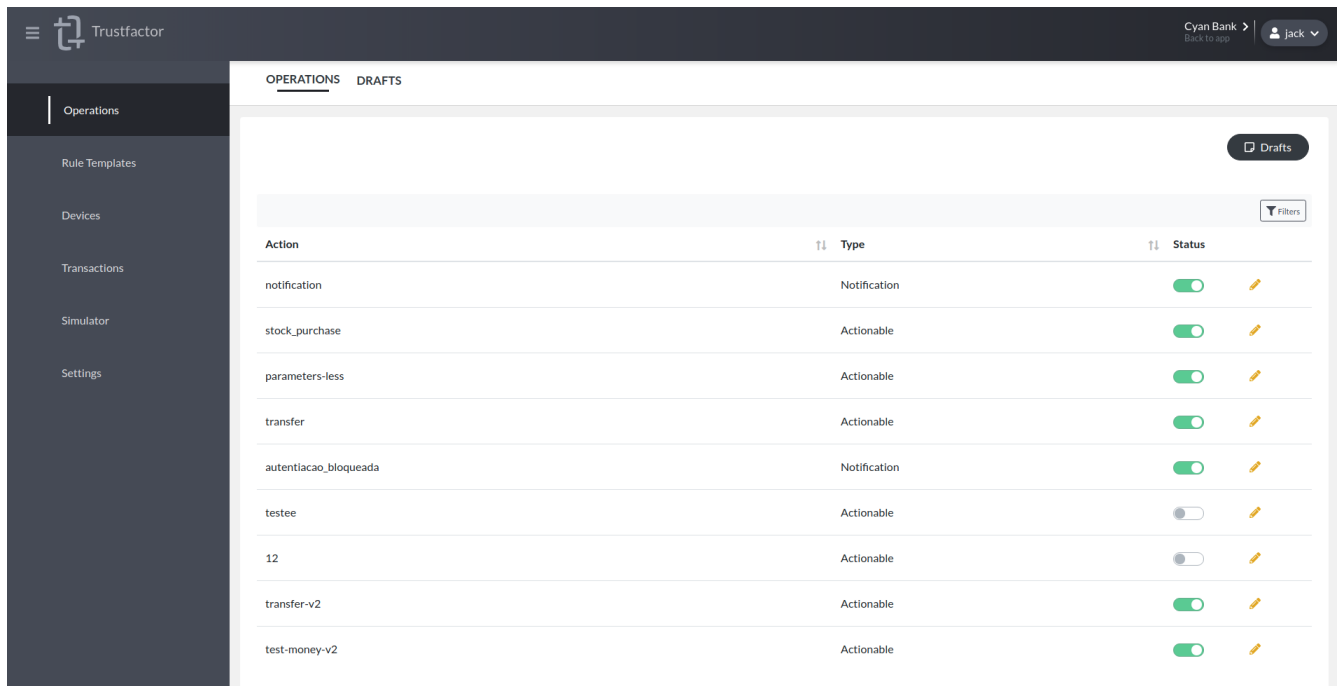 Trustfactor
Cyan Bank
Back to app
jack
Operations
Rule Templates
Devices
Transactions
Simulator
Settings
OPERATIONS DRAFTS
Drafts
Filters
Action Type Status
notification Notification
stock_purchase Actionable
parameters-less Actionable
transfer Actionable
autentiacao_bloqueada Notification
testee Actionable
12 Actionable
transfer-v2 Actionable
test-money-v2 Actionable